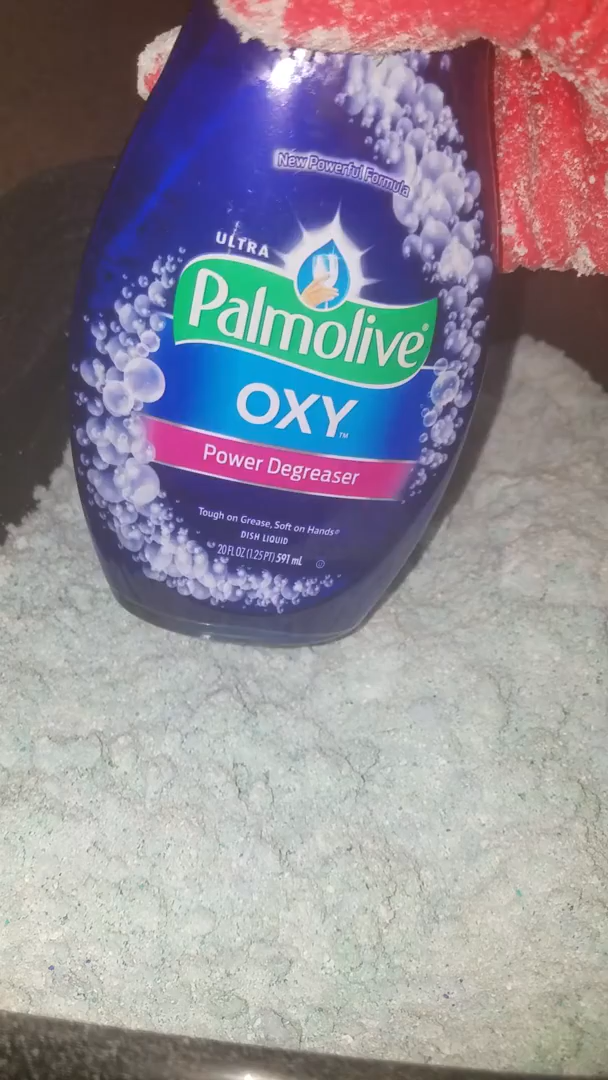 New Powerful Formula
ULTRA
Palmolive®
OXY™
Power Degreaser
Tough on Grease, Soft on Hands®
DISH LIQUID
20 FL OZ (1.25 PT) 591 mL